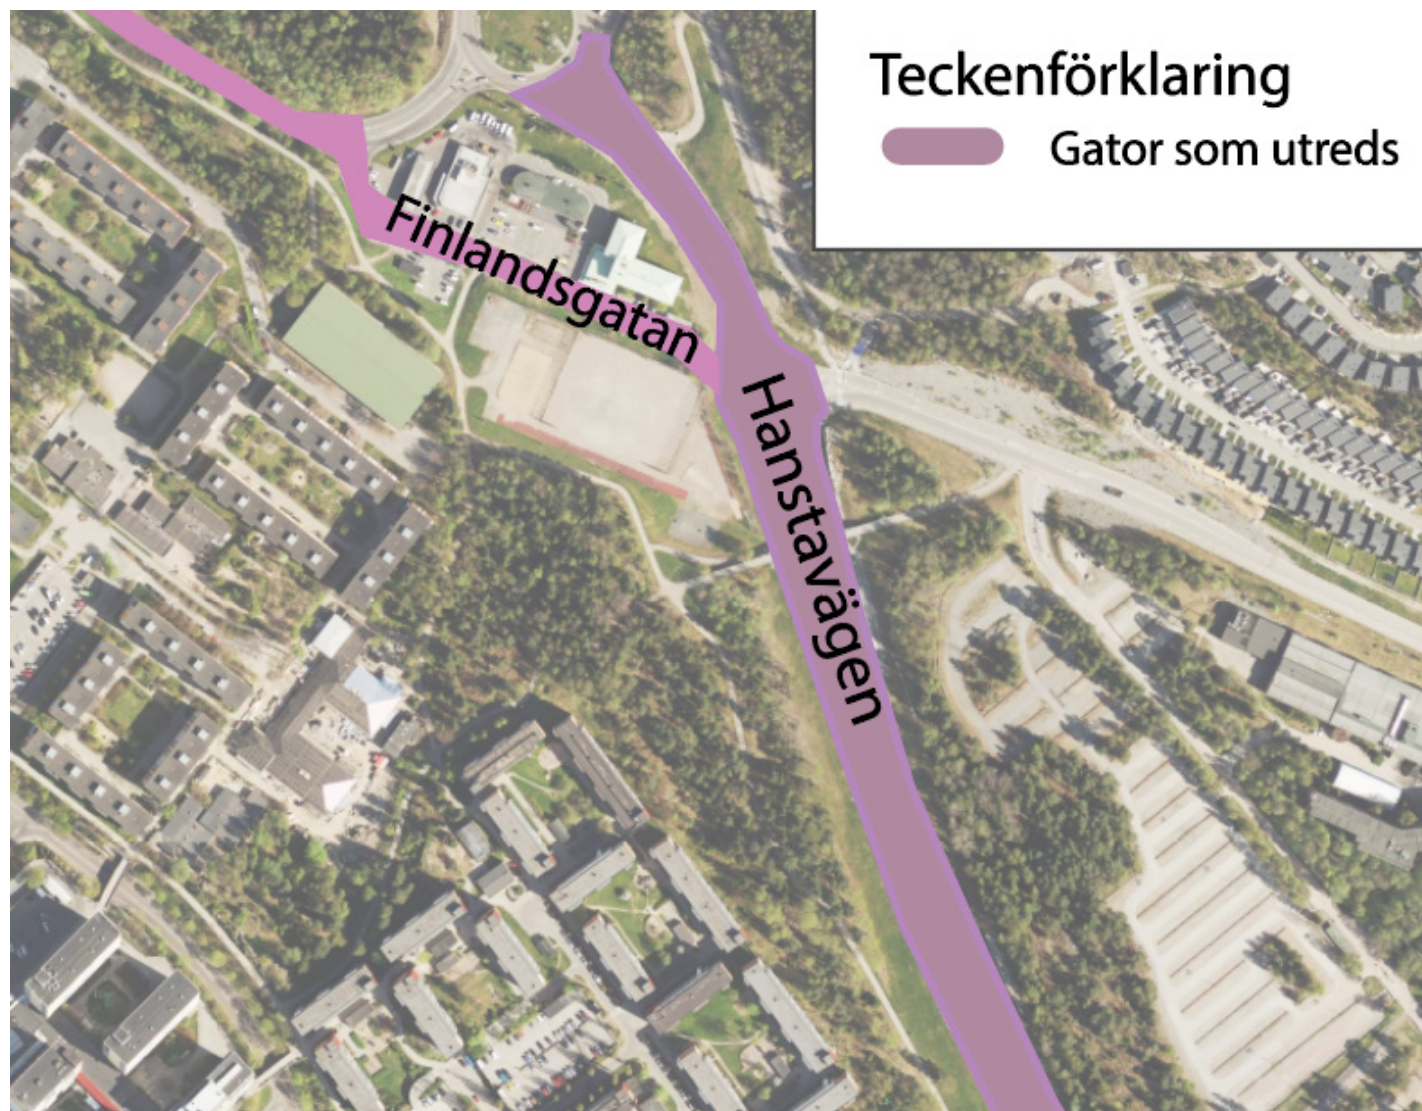 Teckenförklaring
Gator som utreds
Finlandsgatan
Hanstavägen